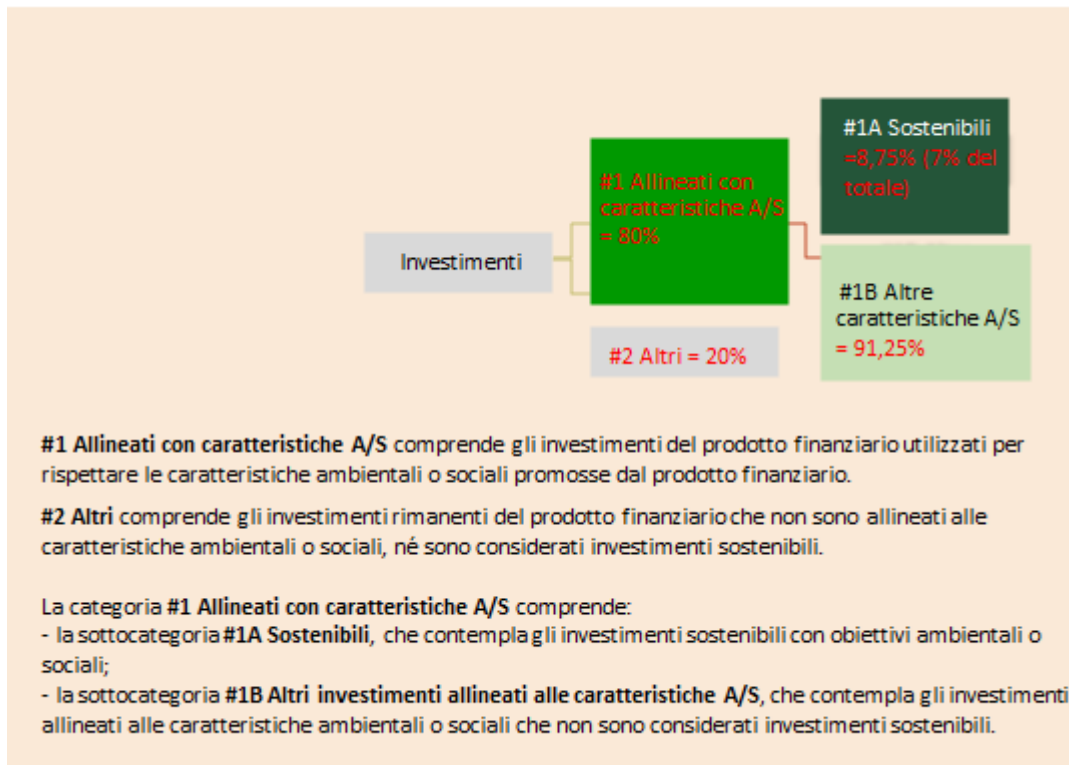 #1A Sostenibili
=8,75% (7% del
totale)
#1 Allineati con
caratteristiche A/S
= 80%
Investimenti
#1B Altre
caratteristiche A/S
= 91,25%
#2 Altri = 20%
#1 Allineati con caratteristiche A/S comprende gli investimenti del prodotto finanziario utilizzati per
rispettare le caratteristiche ambientali o sociali promosse dal prodotto finanziario.
#2 Altri comprende gli investimenti rimanenti del prodotto finanziario che non sono allineati alle
caratteristiche ambientali o sociali, né sono considerati investimenti sostenibili.
La categoria #1 Allineati con caratteristiche A/S comprende:
- la sottocategoria #1A Sostenibili, che contempla gli investimenti sostenibili con obiettivi ambientali o
sociali;
- la sottocategoria #1B Altri investimenti allineati alle caratteristiche A/S, che contempla gli investimenti
allineati alle caratteristiche ambientali o sociali che non sono considerati investimenti sostenibili.